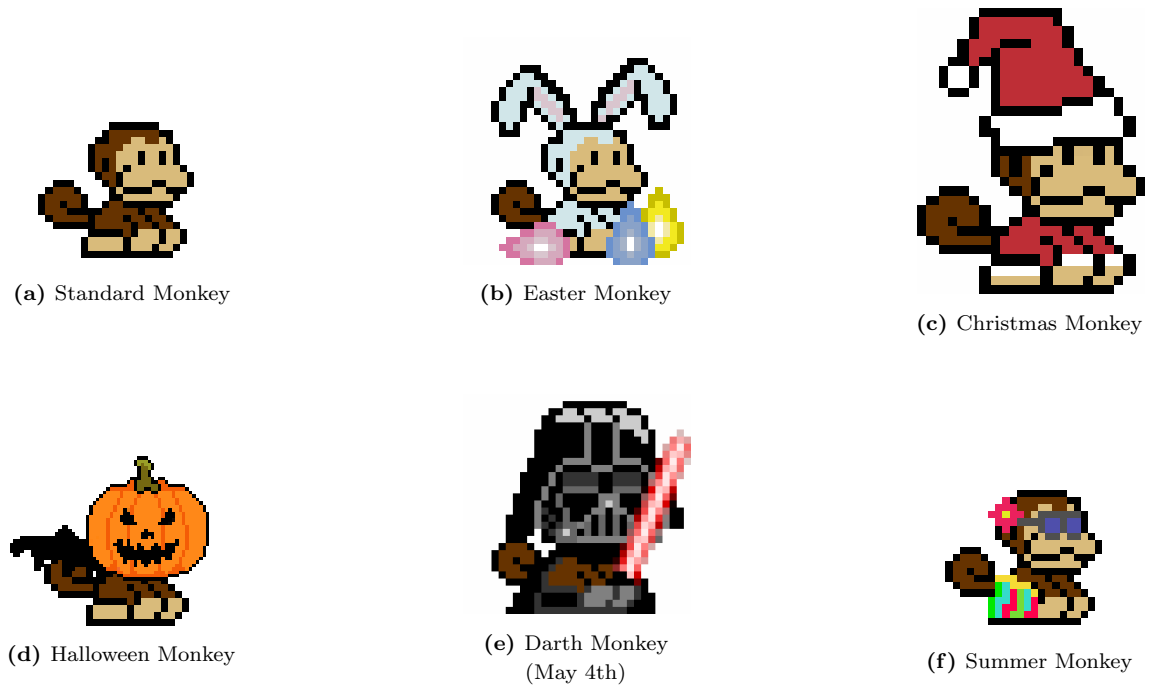 (a) Standard Monkey
(b) Easter Monkey
(c) Christmas Monkey
(d) Halloween Monkey
(e) Darth Monkey
(May 4th)
(f) Summer Monkey